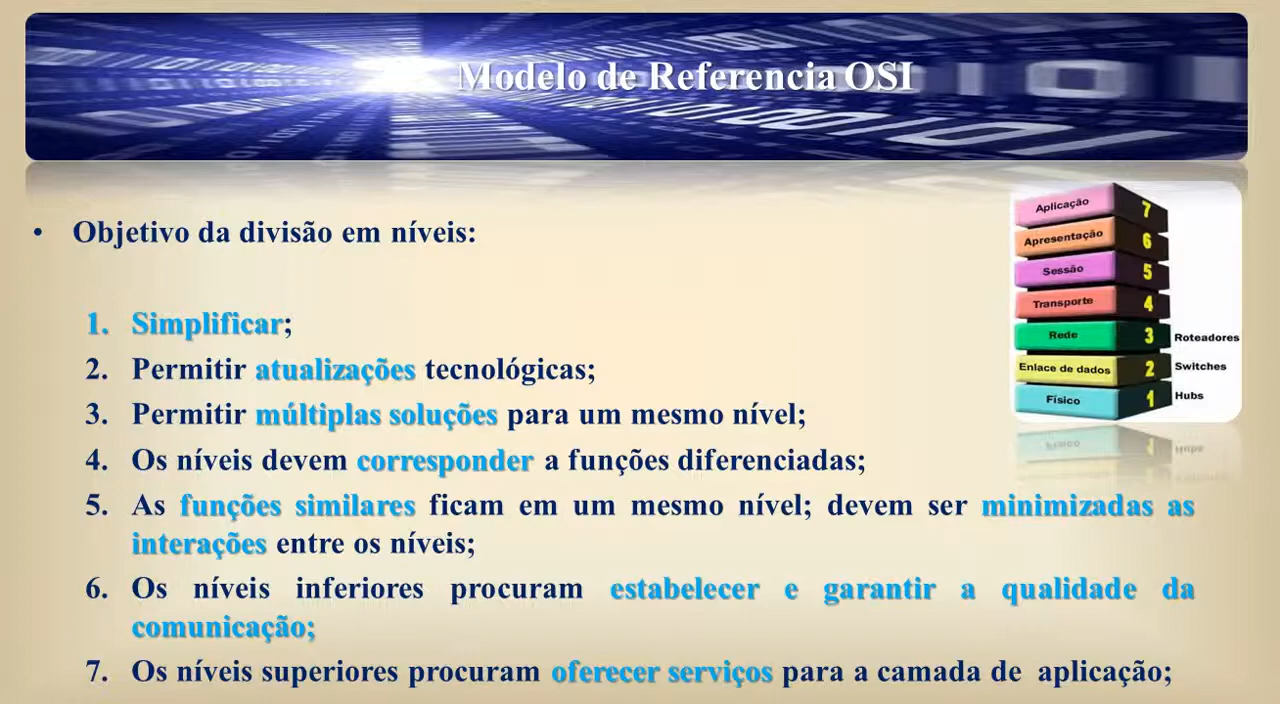 Modelo de Referencia OSI
• Objetivo da divisão em níveis:
1. Simplificar;
2. Permitir atualizações tecnológicas;
3. Permitir múltiplas soluções para um mesmo nível;
4. Os níveis devem corresponder a funções diferenciadas;
5. As funções similares ficam em um mesmo nível; devem ser minimizadas as
interações entre os níveis;
6. Os níveis inferiores procuram estabelecer e garantir a qualidade da
comunicação;
7. Os níveis superiores procuram oferecer serviços para a camada de aplicação;
Aplicação 7
Apresentação 6
Sessão 5
Transporte 4
Rede 3 Roteadores
Enlace de dados 2 Switches
Físico 1 Hubs